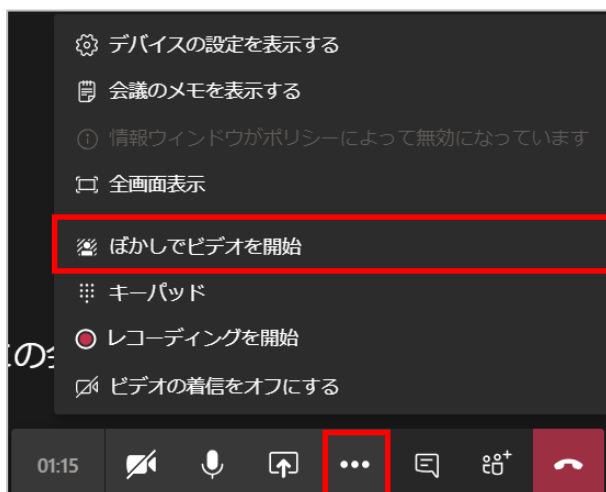 デバイスの設定を表示する
会議のメモを表示する
情報ウィンドウがポリシーによって無効になっています
全画面表示
ぼかしでビデオを開始
キーパッド
レコーディングを開始
の
ビデオの着信をオフにする
01:15